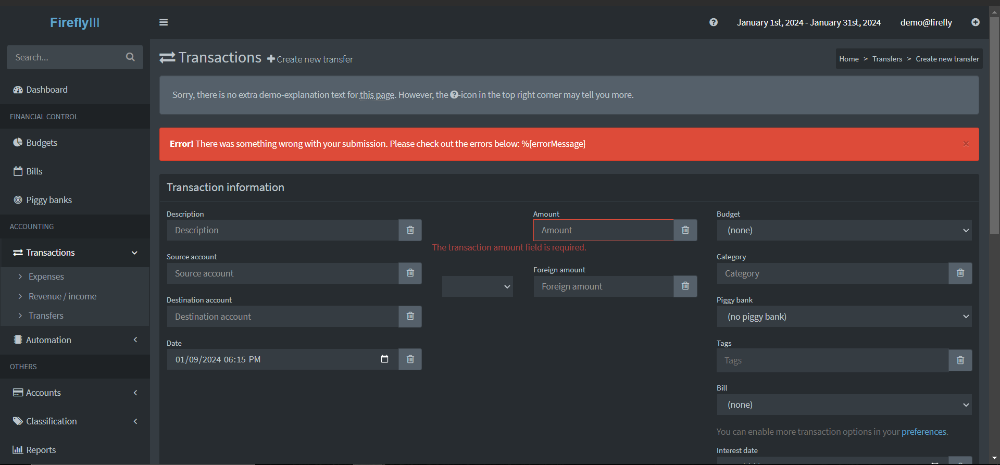 FireflyIII
January 1st, 2024 - January 31st, 2024
demo@firefly
Search...
Dashboard
FINANCIAL CONTROL
Budgets
Bills
Piggy banks
ACCOUNTING
Transactions
Expenses
Revenue / income
Transfers
Automation
OTHERS
Accounts
Classification
Reports
Transactions Create new transfer
Home > Transfers > Create new transfer
Sorry, there is no extra demo-explanation text for this page. However, the -icon in the top right corner may tell you more.
Error! There was something wrong with your submission. Please check out the errors below: %{errorMessage}
×
Transaction information
Description
Description
Source account
Source account
Destination account
Destination account
Date
01/09/2024 06:15 PM
Amount
Amount
The transaction amount field is required.
Foreign amount
Foreign amount
Budget
(none)
Category
Category
Piggy bank
(no piggy bank)
Tags
Tags
Bill
(none)
You can enable more transaction options in your preferences.
Interest date